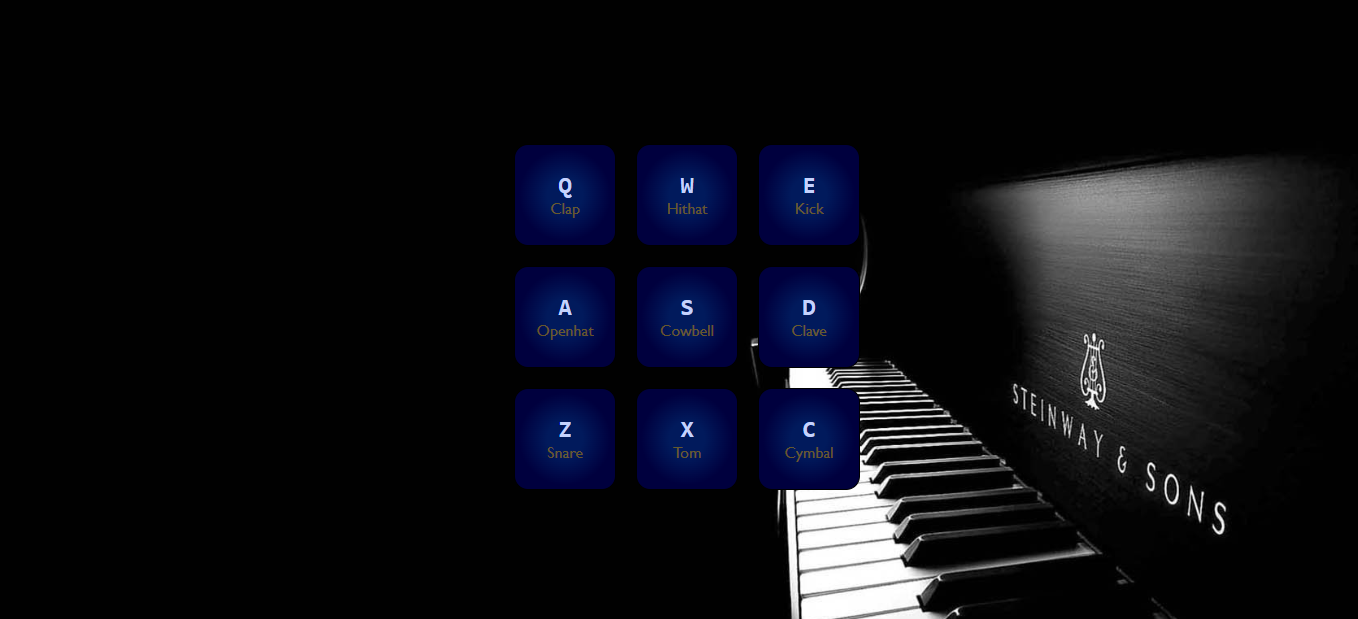 Q
Clap
W
Hithat
E
Kick
A
Openhat
S
Cowbell
D
Clave
Z
Snare
X
Tom
C
Cymbal
STEINWAY & SONS